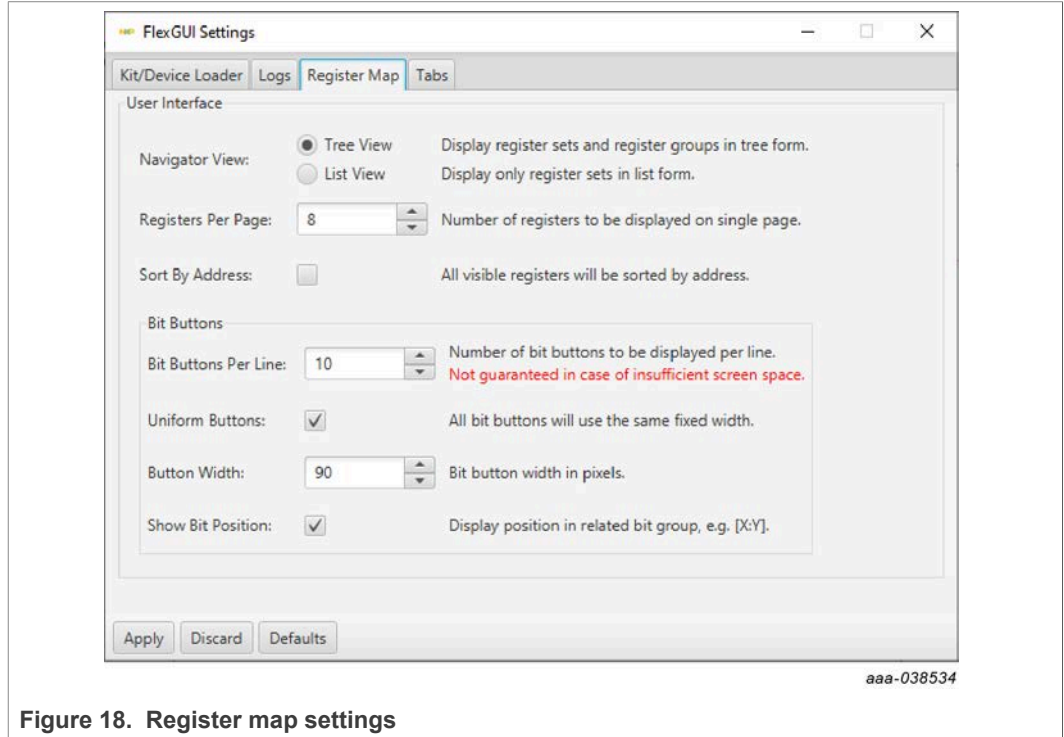 FlexGUI Settings
Kit/Device Loader Logs Register Map Tabs
User Interface
Navigator View:
Tree View Display register sets and register groups in tree form.
List View Display only register sets in list form.
Registers Per Page: 8 Number of registers to be displayed on single page.
Sort By Address: All visible registers will be sorted by address.
Bit Buttons
Bit Buttons Per Line: 10 Number of bit buttons to be displayed per line.
Not guaranteed in case of insufficient screen space.
Uniform Buttons: All bit buttons will use the same fixed width.
Button Width: 90 Bit button width in pixels.
Show Bit Position: Display position in related bit group, e.g. [X:Y].
Apply Discard Defaults
aaa-038534
Figure 18. Register map settings